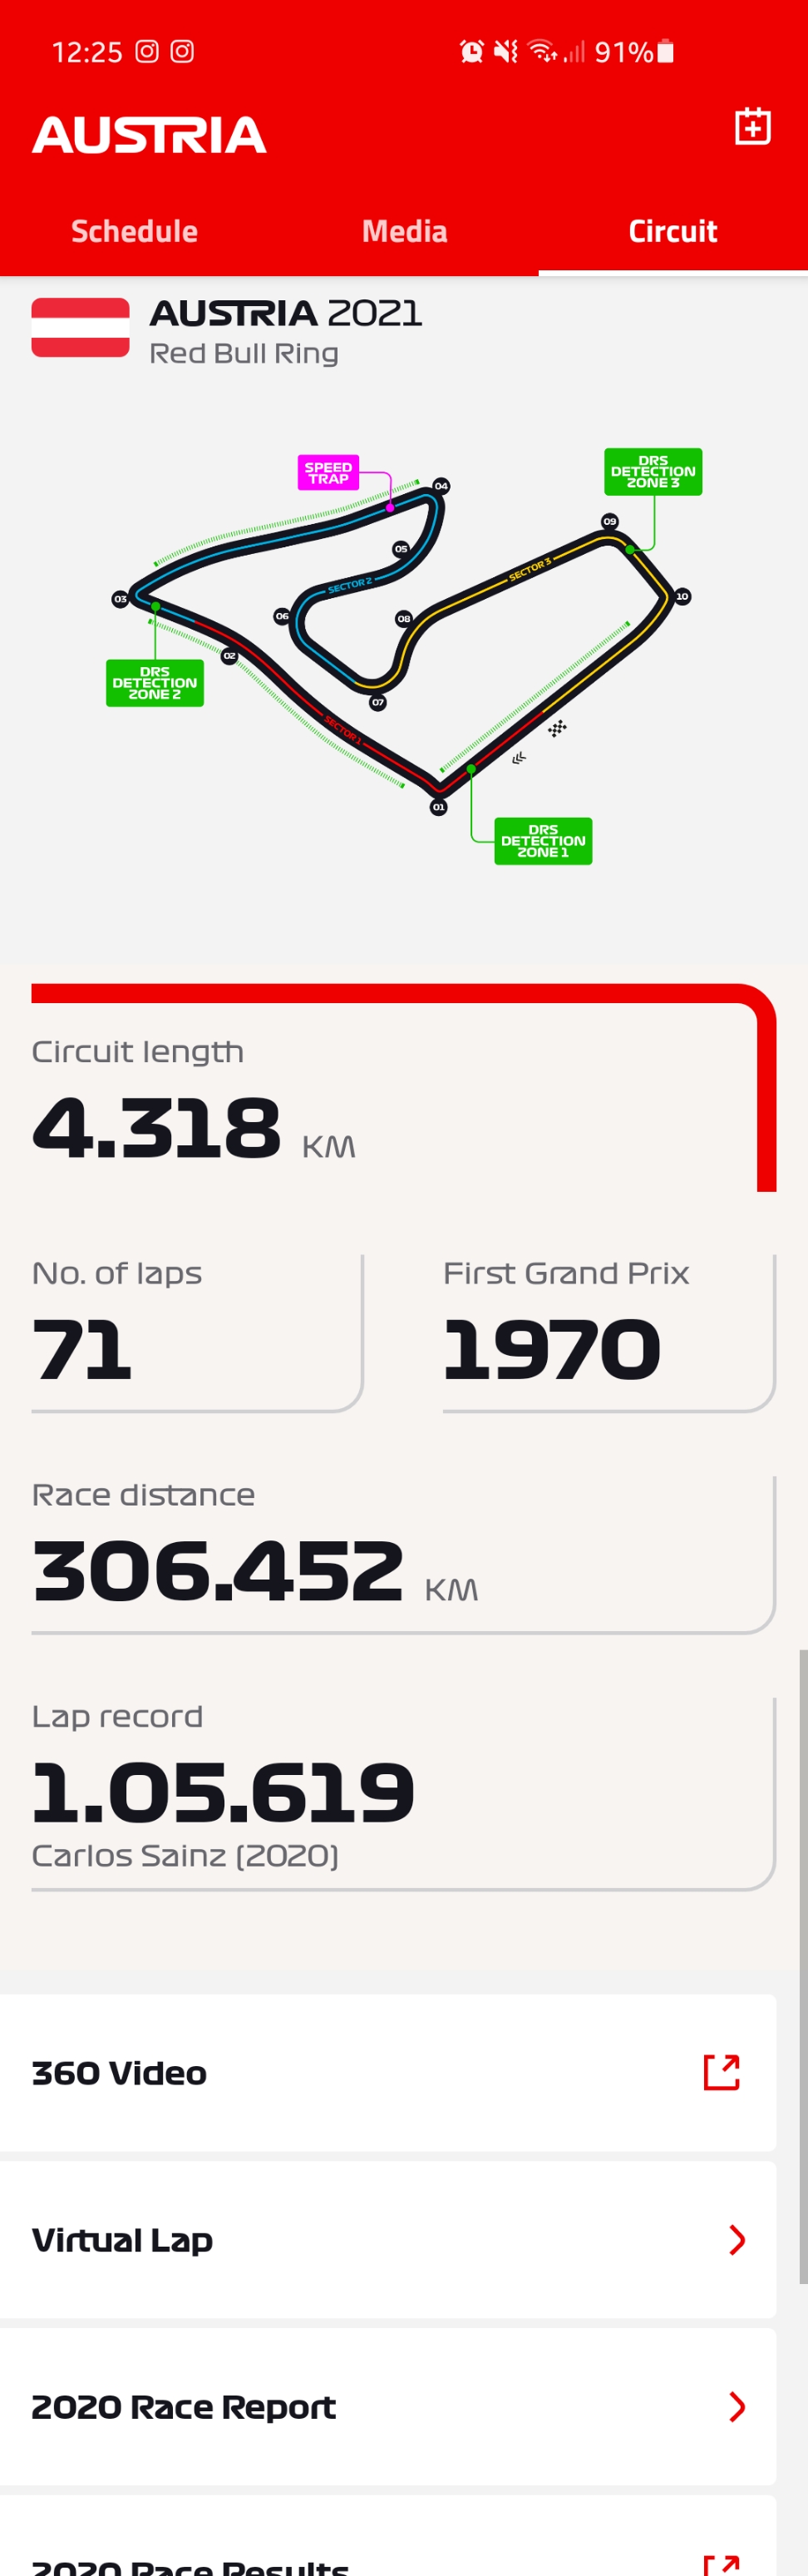 12:25
91%
AUSTRIA
Schedule
Media
Circuit
AUSTRIA 2021
Red Bull Ring
SPEED
TRAP
DRS
DETECTION
ZONE 3
04
09
05
SECTOR 3
SECTOR 2
03
10
06
08
02
DRS
DETECTION
ZONE 2
07
SECTOR 1
01
DRS
DETECTION
ZONE 1
Circuit length
4.318 KM
No. of laps
71
First Grand Prix
1970
Race distance
306.452 KM
Lap record
1.05.619
Carlos Sainz (2020)
360 Video
Virtual Lap
2020 Race Report
2020 Race Results